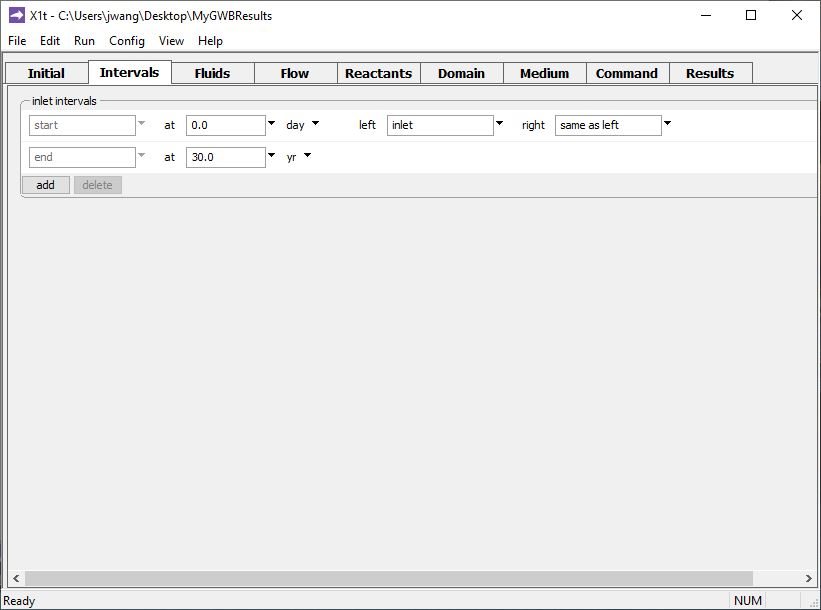 X1t - C:\Users\jwang\Desktop\MyGWBResults
File Edit Run Config View Help
Initial Intervals Fluids Flow Reactants Domain Medium Command Results
inlet intervals
start at 0.0 day left inlet right same as left
end at 30.0 yr
add delete
Ready NUM